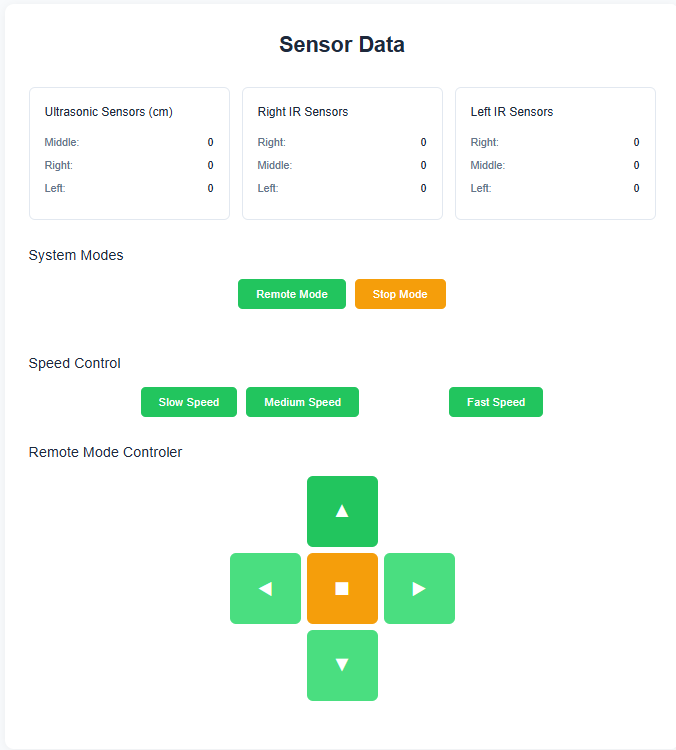 Sensor Data
Ultrasonic Sensors (cm)
Middle: 0
Right: 0
Left: 0
Right IR Sensors
Right: 0
Middle: 0
Left: 0
Left IR Sensors
Right: 0
Middle: 0
Left: 0
System Modes
Remote Mode Stop Mode
Speed Control
Slow Speed Medium Speed Fast Speed
Remote Mode Controler
▲
◀ ■ ▶
▼